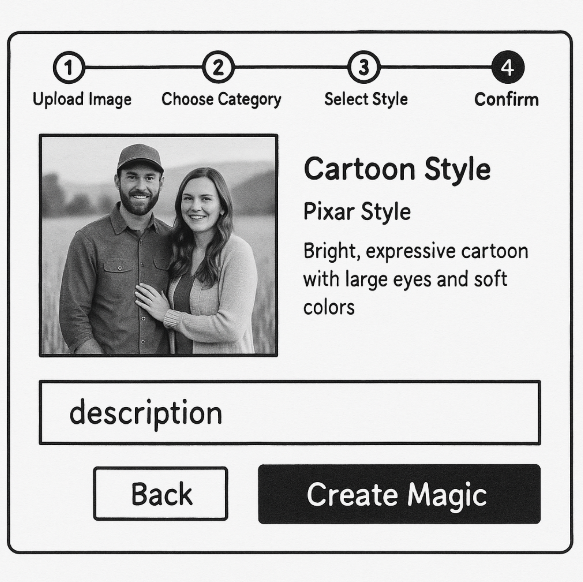 1 2 3 4
Upload Image Choose Category Select Style Confirm
Cartoon Style
Pixar Style
Bright, expressive cartoon
with large eyes and soft
colors
description
Back Create Magic